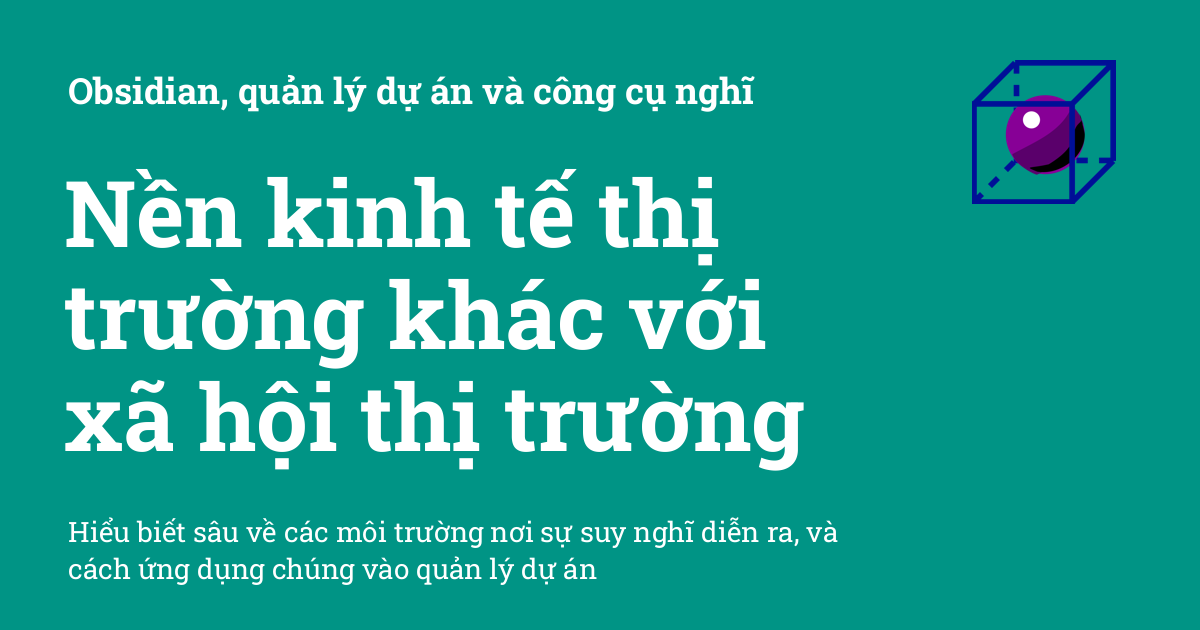 Obsidian, quản lý dự án và công cụ nghĩ
Nền kinh tế thị
trường khác với
xã hội thị trường
Hiểu biết sâu về các môi trường nơi sự suy nghĩ diễn ra, và
cách ứng dụng chúng vào quản lý dự án